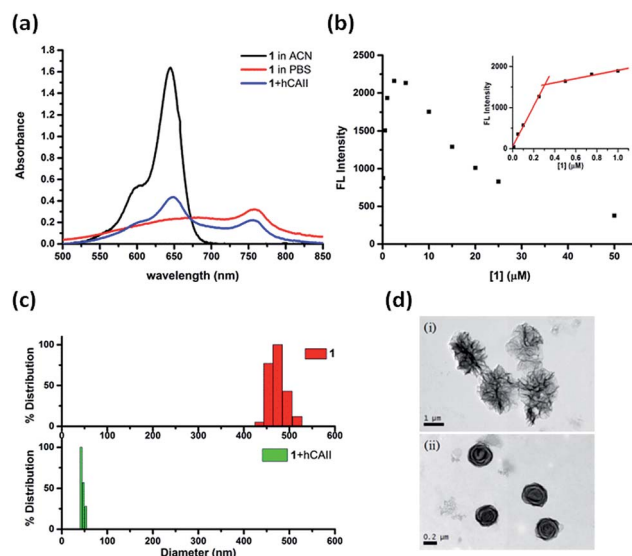 (a)
1.8
1.6
1.4
1.2
1.0
0.8
0.6
0.4
0.2
0.0
Absorbance
1 in ACN
1 in PBS
1+hCAII
500 550 600 650 700 750 800 850
wavelength (nm)
(b)
2500
2250
2000
1750
1500
1250
1000
750
500
250
0
FL Intensity
2000
1000
0
FL Intensity
0.0 0.2 0.4 0.6 0.8 1.0
[1] (μM)
0 10 20 30 40 50
[1] (μM)
(c)
100
50
0
% Distribution
1
0 100 200 300 400 500 600
100
50
0
% Distribution
1+hCAII
0 100 200 300 400 500 600
Diameter (nm)
(d)
(i)
1 μm
(ii)
0.2 μm